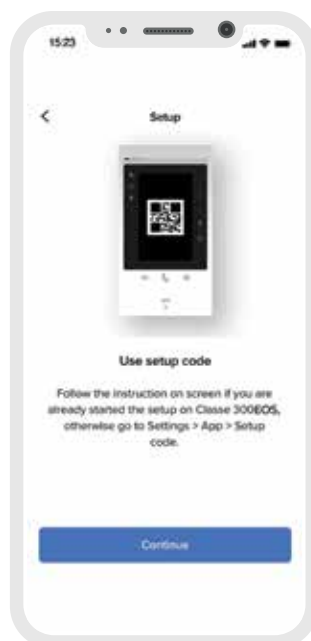 15:23
Setup
Use setup code
Follow the instruction on screen if you are
already started the setup on Classe 300EOS,
otherwise go to Settings > App > Setup
code.
Continue